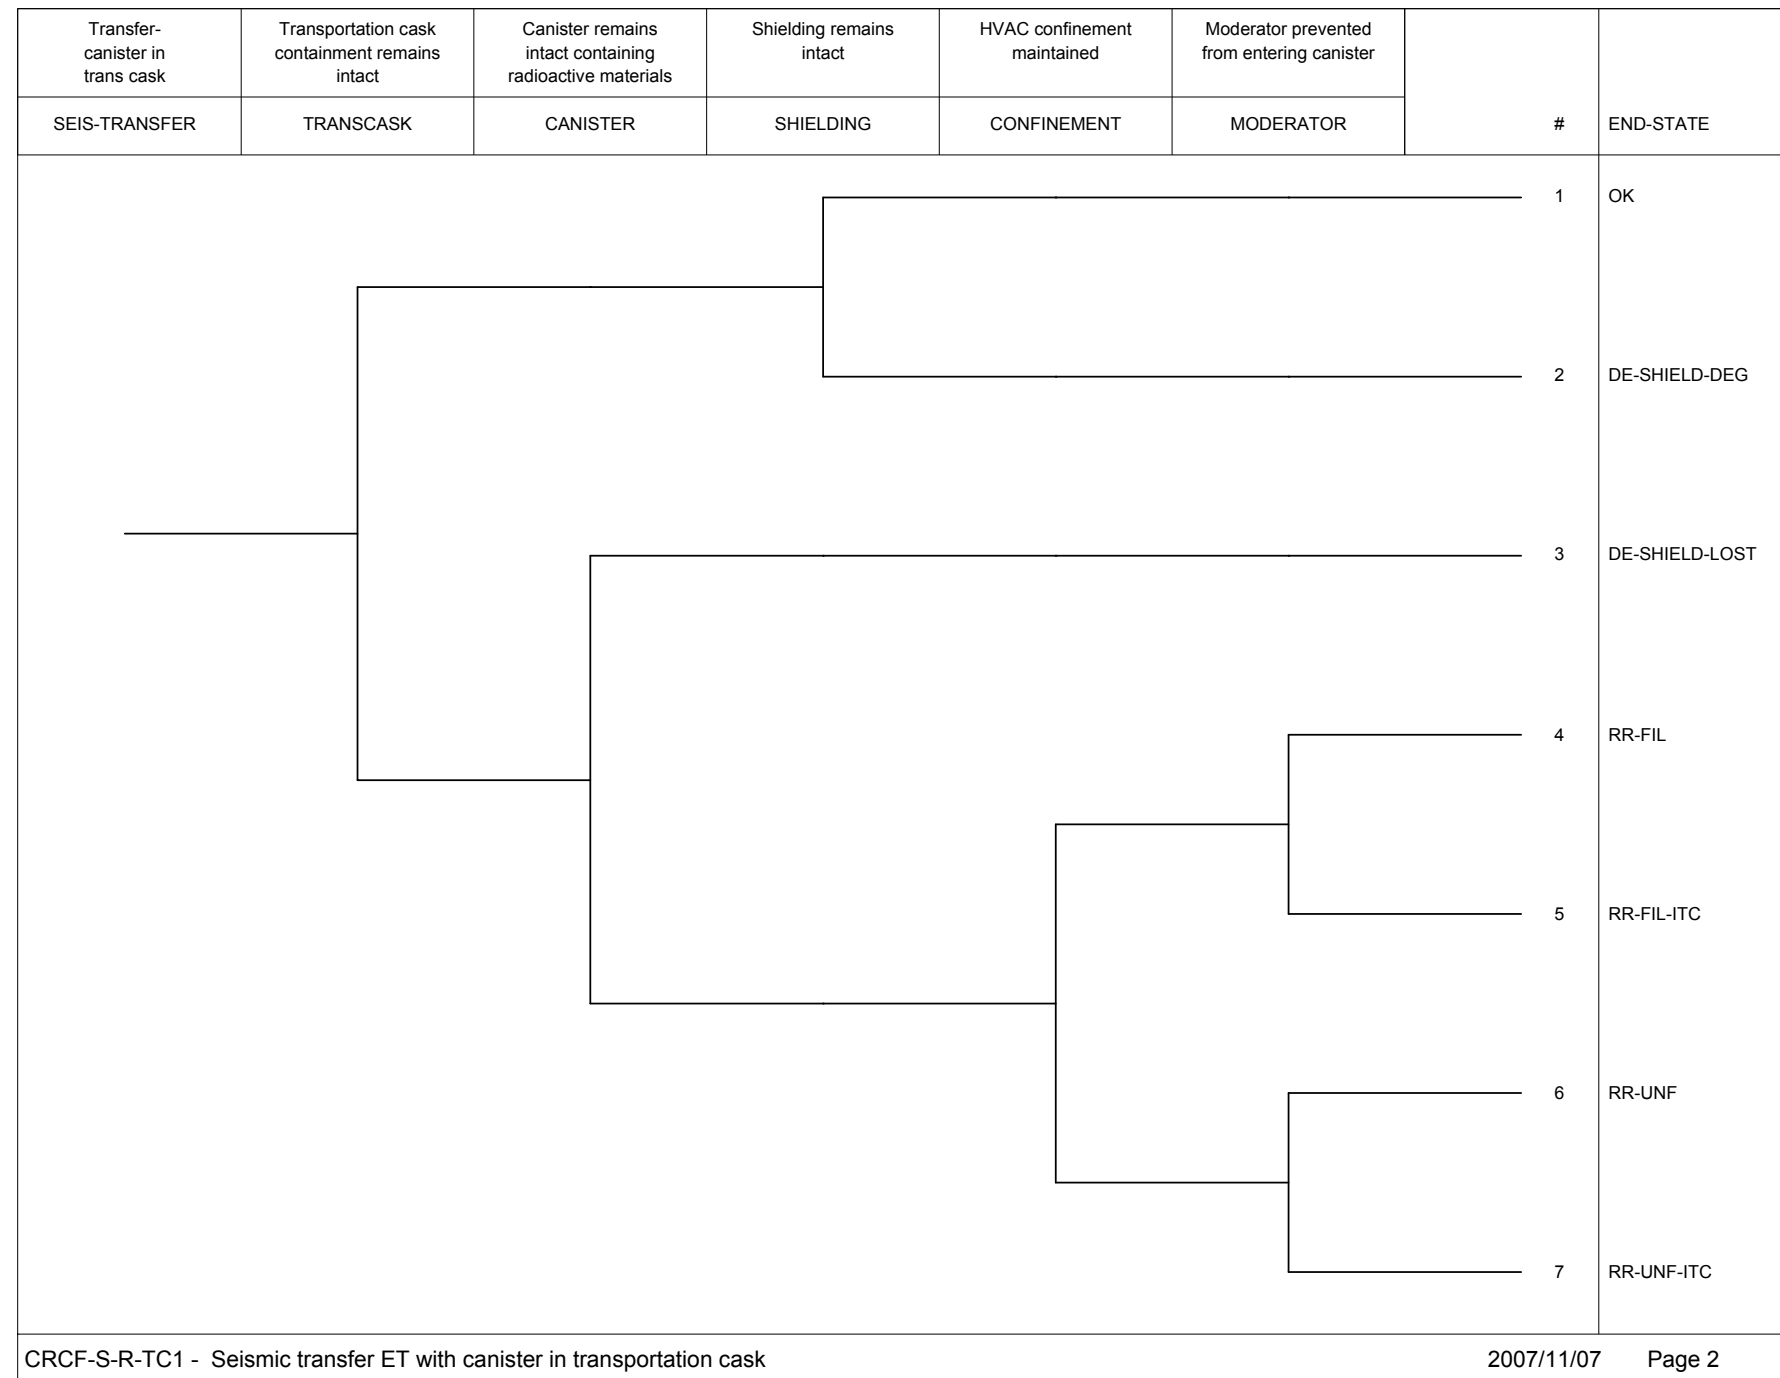 Transfer-
canister in
trans cask
Transportation cask
containment remains
intact
Canister remains
intact containing
radioactive materials
Shielding remains
intact
HVAC confinement
maintained
Moderator prevented
from entering canister
SEIS-TRANSFER
TRANSCASK
CANISTER
SHIELDING
CONFINEMENT
MODERATOR
#
END-STATE
1 OK
2 DE-SHIELD-DEG
3 DE-SHIELD-LOST
4 RR-FIL
5 RR-FIL-ITC
6 RR-UNF
7 RR-UNF-ITC
CRCF-S-R-TC1 - Seismic transfer ET with canister in transportation cask
2007/11/07 Page 2